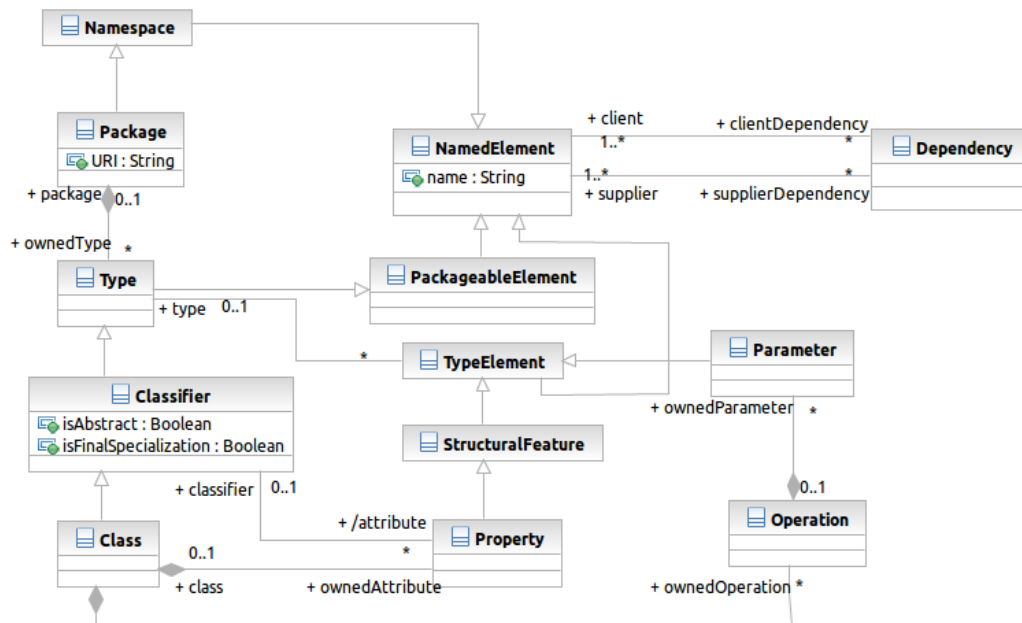 Namespace
Package
URI : String
+ package
0..1
+ ownedType
*
NamedElement
name : String
+ client
1..*
+ clientDependency
*
1..*
+ supplier
*
+ supplierDependency
Dependency
Type
+ type
0..1
PackageableElement
*
TypeElement
Parameter
+ ownedParameter
*
Classifier
isAbstract : Boolean
isFinalSpecialization : Boolean
StructuralFeature
+ classifier
0..1
+ /attribute
*
0..1
Operation
Class
0..1
+ class
Property
+ ownedAttribute
+ ownedOperation
*